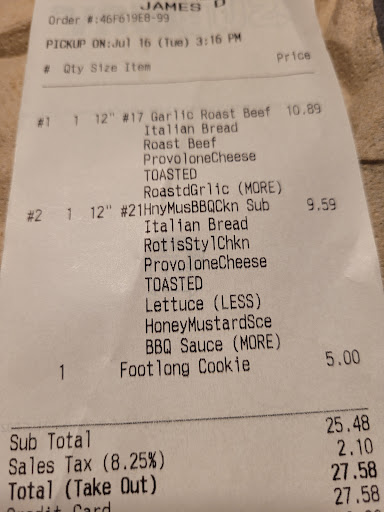 JAMES D
Order #:46F619E8-99
PICKUP ON:Jul 16 (Tue) 3:16 PM
# Qty Size Item Price
#1 1 12" #17 Garlic Roast Beef 10.89
Italian Bread
Roast Beef
ProvoloneCheese
TOASTED
RoastdGrlic (MORE)
#2 1 12" #21HnyMusBBQCkn Sub 9.59
Italian Bread
RotisStylChkn
ProvoloneCheese
TOASTED
Lettuce (LESS)
HoneyMustardSce
BBQ Sauce (MORE)
1 Footlong Cookie 5.00
Sub Total 25.48
Sales Tax (8.25%) 2.10
Total (Take Out) 27.58
Credit Card 27.58